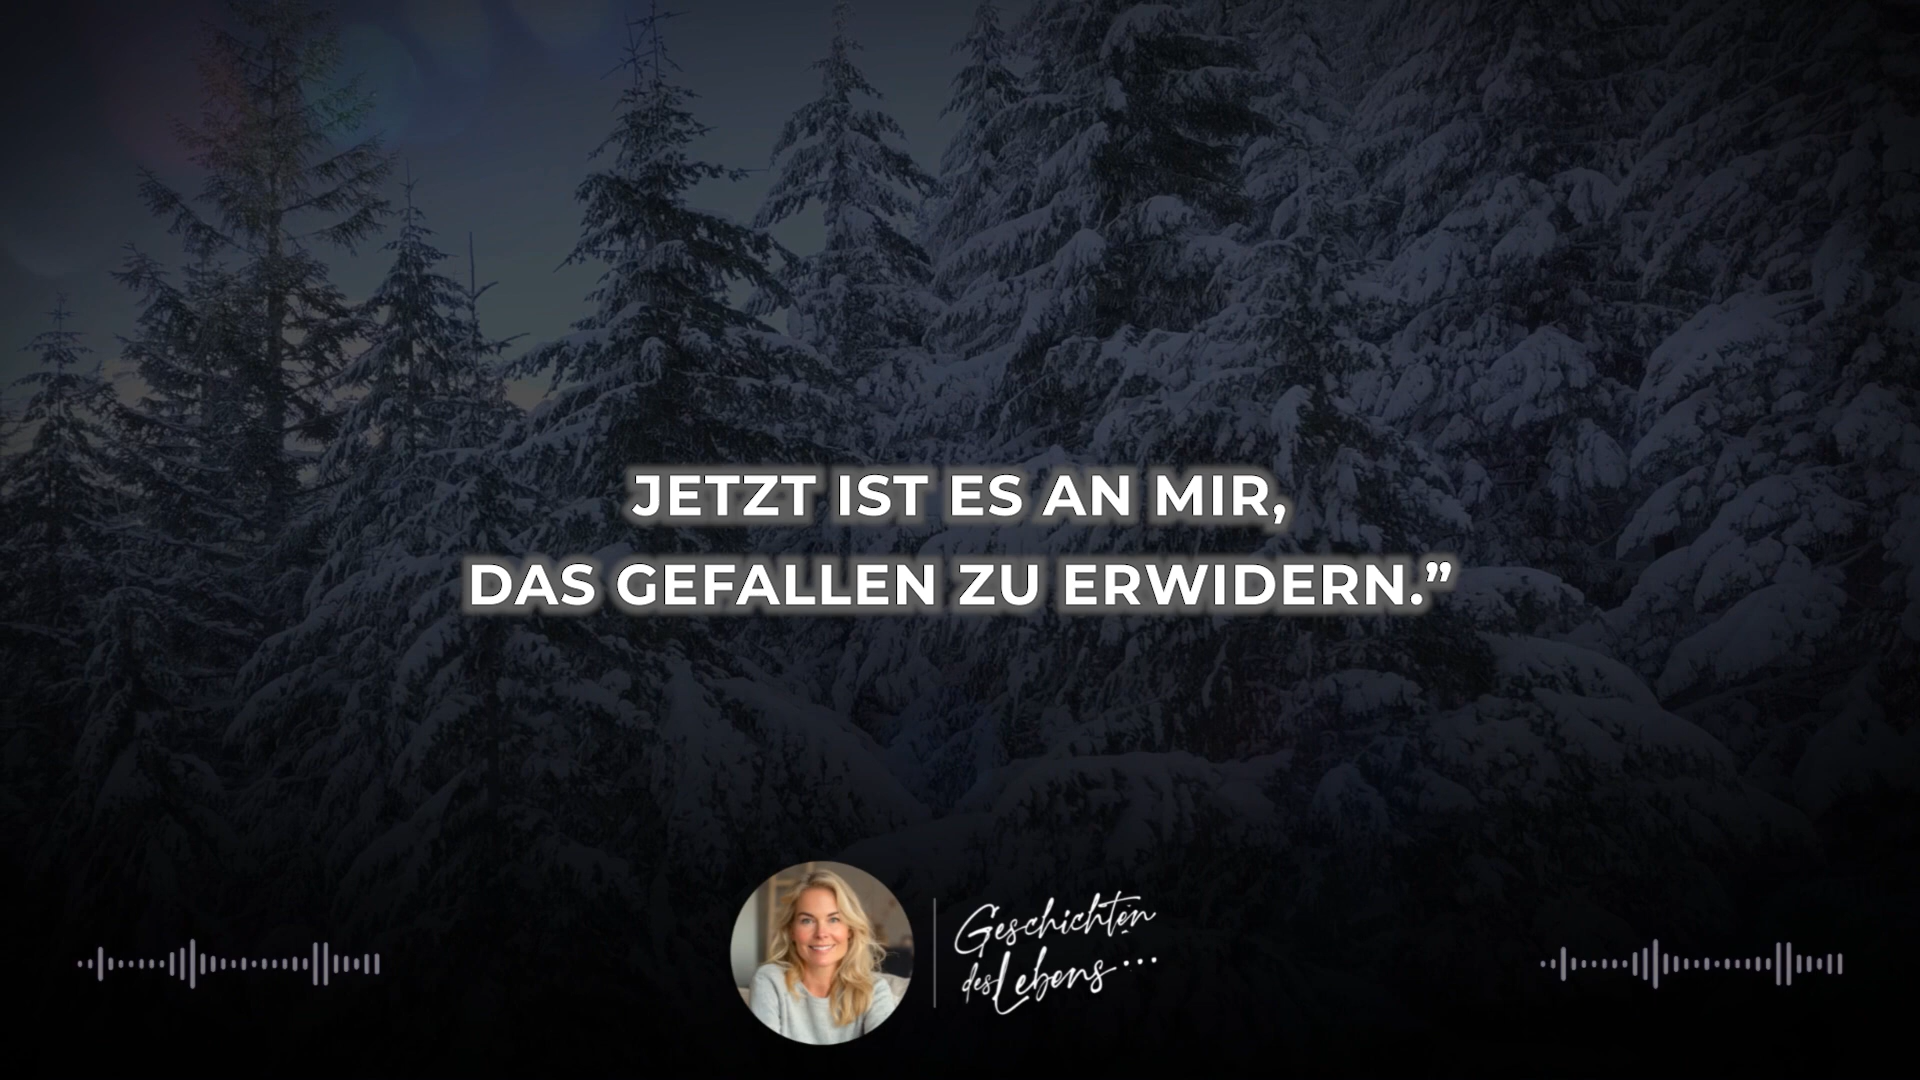 JETZT IST ES AN MIR,
DAS GEFALLEN ZU ERWIDERN.”
Geschichten
des Lebens...